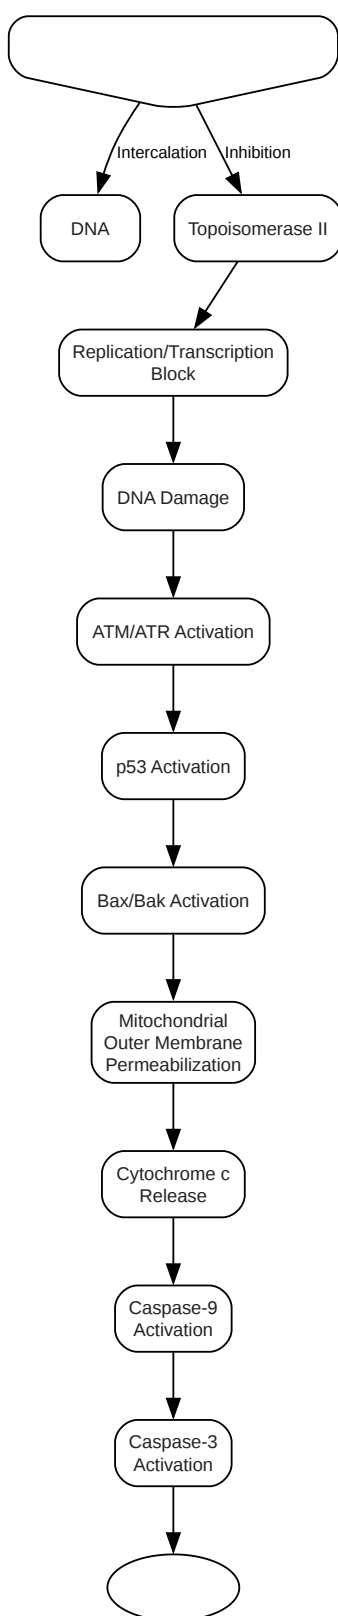 Intercalation
Inhibition
DNA
Topoisomerase II
Replication/Transcription
Block
DNA Damage
ATM/ATR Activation
p53 Activation
Bax/Bak Activation
Mitochondrial
Outer Membrane
Permeabilization
Cytochrome c
Release
Caspase-9
Activation
Caspase-3
Activation